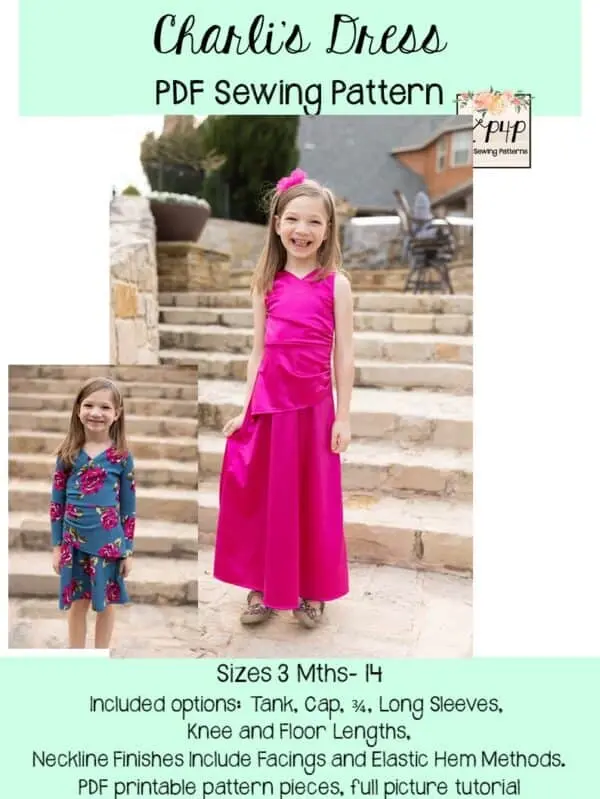 Charli's Dress
PDF Sewing Pattern
P4P
Sewing Patterns
Sizes 3 Mths- 14
Included options: Tank, Cap, ¾, Long Sleeves,
Knee and Floor Lengths,
Neckline Finishes Include Facings and Elastic Hem Methods.
PDF printable pattern pieces, full picture tutorial